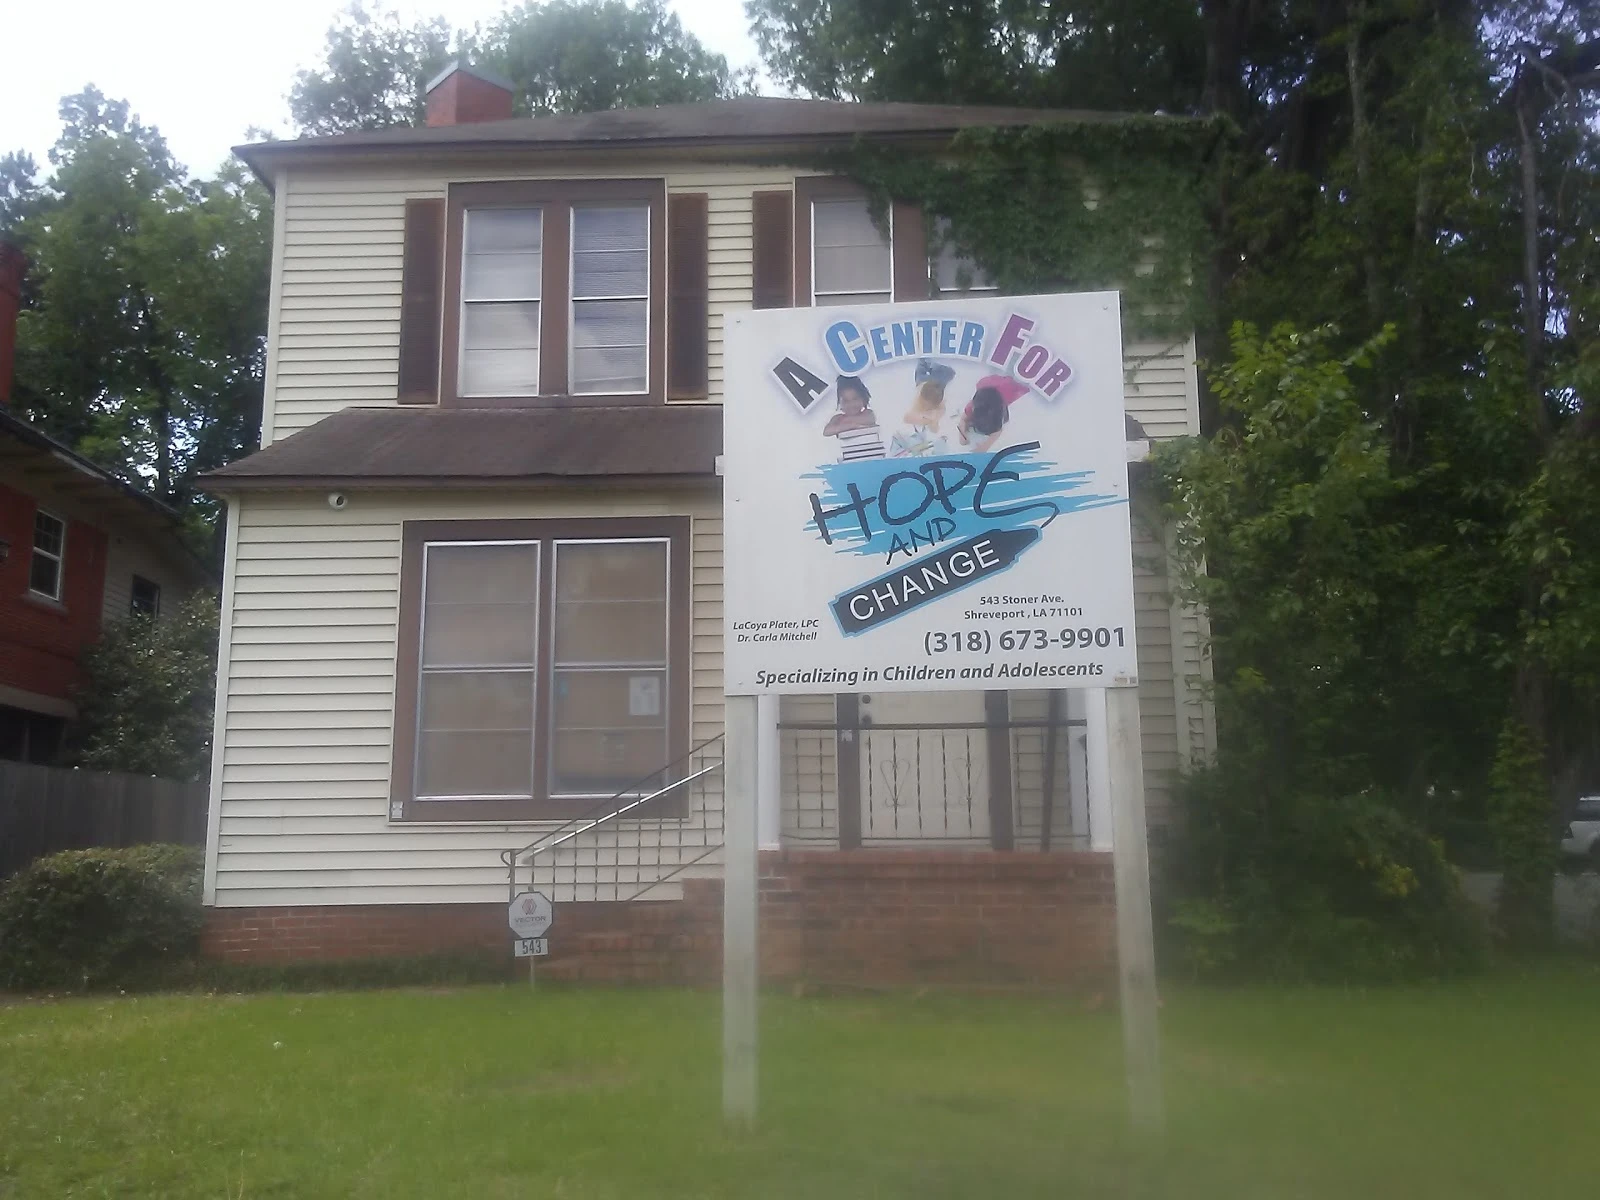 A CENTER FOR
HOPE
AND
CHANGE
543 Stoner Ave.
Shreveport , LA 71101
LaCoya Plater, LPC
Dr. Carla Mitchell
(318) 673-9901
Specializing in Children and Adolescents
VECTOR
543